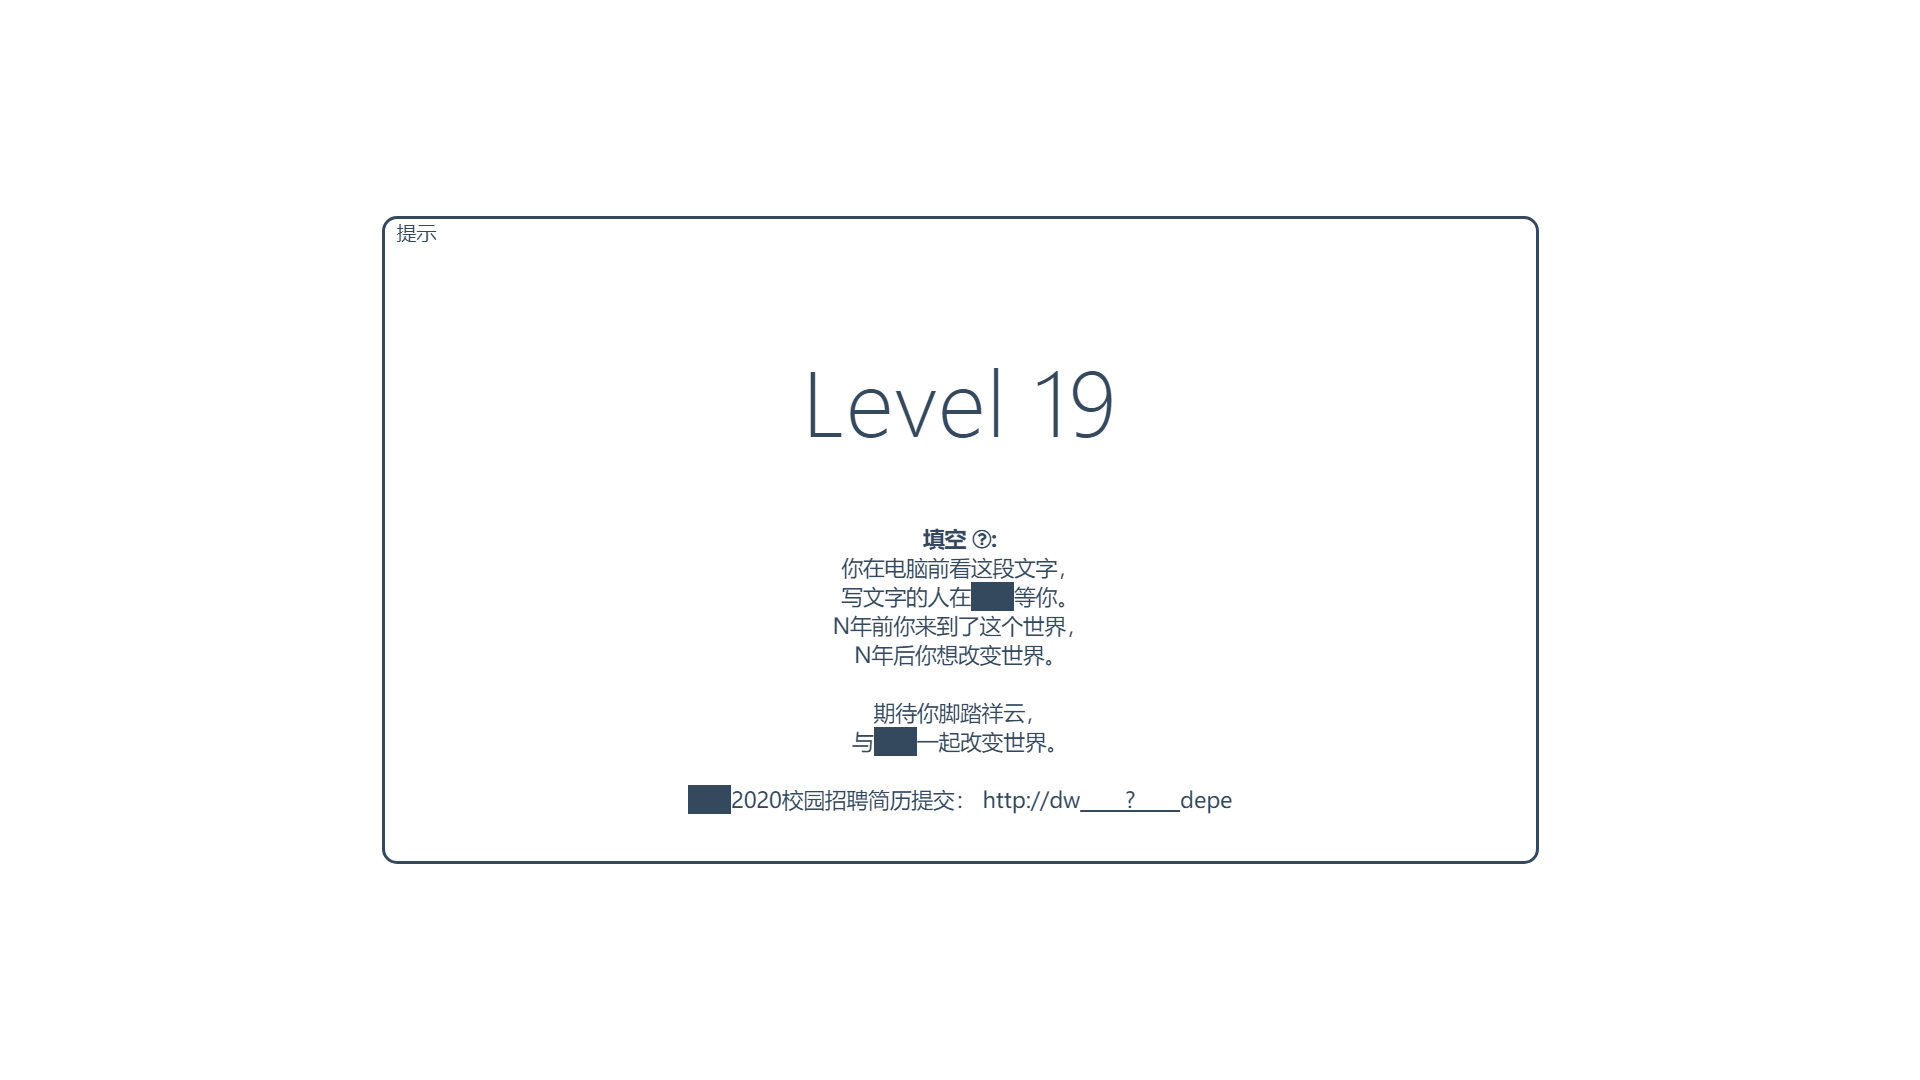 提示
Level 19
填空 ?:
你在电脑前看这段文字，
写文字的人在██等你。
N年前你来到了这个世界，
N年后你想改变世界。
期待你脚踏祥云，
与██一起改变世界。
██2020校园招聘简历提交： http://dw____?____depe